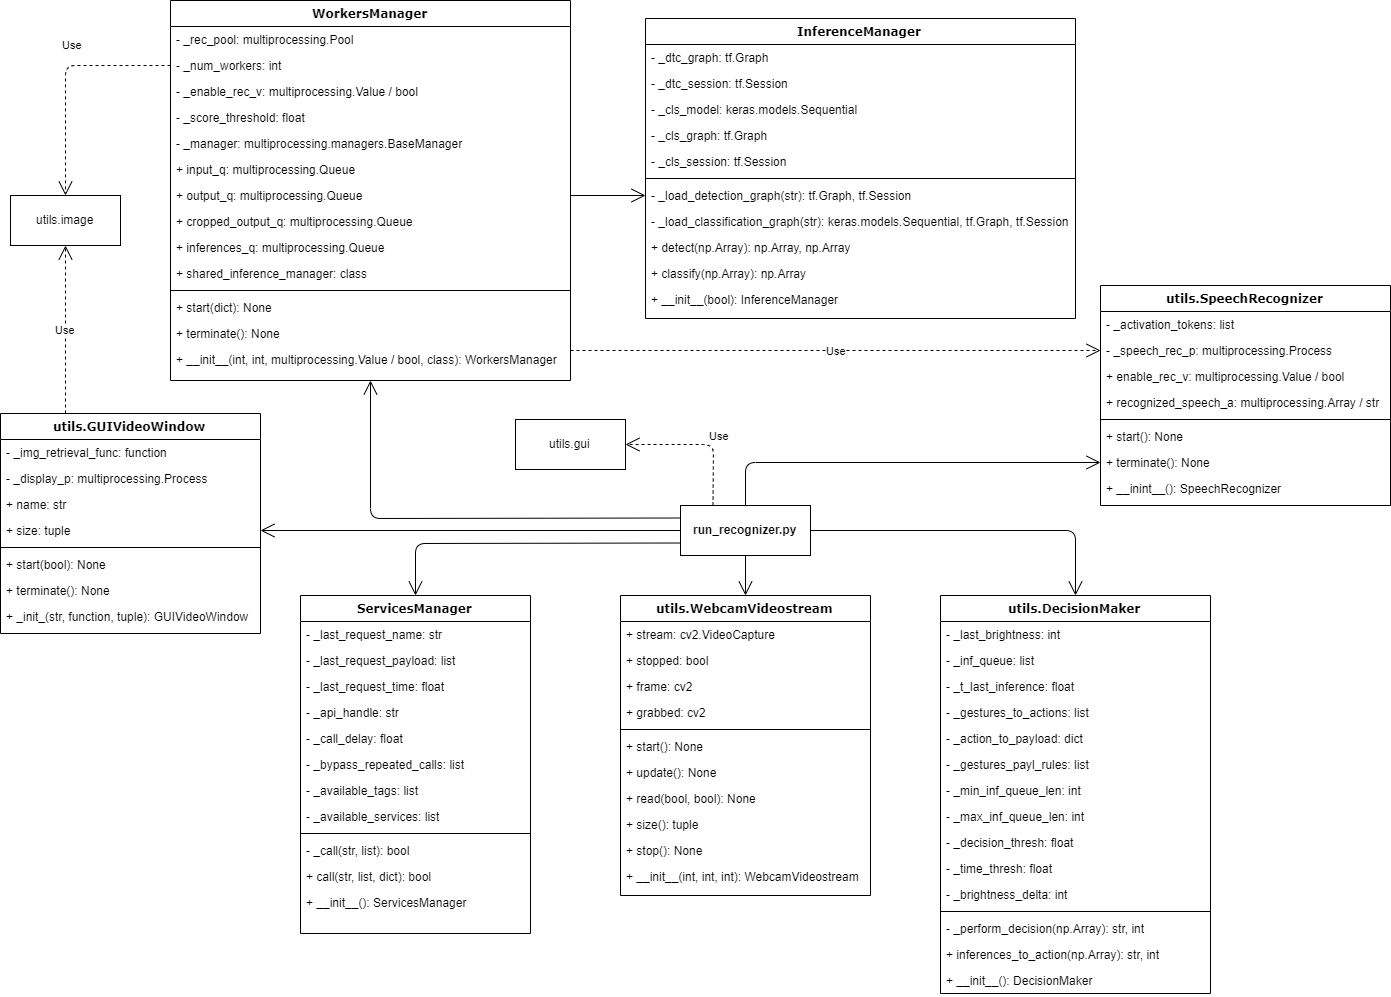 WorkersManager
- _rec_pool: multiprocessing.Pool
- _num_workers: int
- _enable_rec_v: multiprocessing.Value / bool
- _score_threshold: float
- _manager: multiprocessing.managers.BaseManager
+ input_q: multiprocessing.Queue
+ output_q: multiprocessing.Queue
+ cropped_output_q: multiprocessing.Queue
+ inferences_q: multiprocessing.Queue
+ shared_inference_manager: class
+ start(dict): None
+ terminate(): None
+ __init__(int, int, multiprocessing.Value / bool, class): WorkersManager
InferenceManager
- _dtc_graph: tf.Graph
- _dtc_session: tf.Session
- _cls_model: keras.models.Sequential
- _cls_graph: tf.Graph
- _cls_session: tf.Session
- _load_detection_graph(str): tf.Graph, tf.Session
- _load_classification_graph(str): keras.models.Sequential, tf.Graph, tf.Session
+ detect(np.Array): np.Array, np.Array
+ classify(np.Array): np.Array
+ __init__(bool): InferenceManager
Use
utils.image
Use
Use
utils.SpeechRecognizer
- _activation_tokens: list
- _speech_rec_p: multiprocessing.Process
+ enable_rec_v: multiprocessing.Value / bool
+ recognized_speech_a: multiprocessing.Array / str
+ start(): None
+ terminate(): None
+ __inint__(): SpeechRecognizer
utils.GUIVideoWindow
- _img_retrieval_func: function
- _display_p: multiprocessing.Process
+ name: str
+ size: tuple
+ start(bool): None
+ terminate(): None
+ _init_(str, function, tuple): GUIVideoWindow
utils.gui
Use
run_recognizer.py
ServicesManager
- _last_request_name: str
- _last_request_payload: list
- _last_request_time: float
- _api_handle: str
- _call_delay: float
- _bypass_repeated_calls: list
- _available_tags: list
- _available_services: list
- _call(str, list): bool
+ call(str, list, dict): bool
+ __init__(): ServicesManager
utils.WebcamVideostream
+ stream: cv2.VideoCapture
+ stopped: bool
+ frame: cv2
+ grabbed: cv2
+ start(): None
+ update(): None
+ read(bool, bool): None
+ size(): tuple
+ stop(): None
+ __init__(int, int, int): WebcamVideostream
utils.DecisionMaker
- _last_brightness: int
- _inf_queue: list
- _t_last_inference: float
- _gestures_to_actions: list
- _action_to_payload: dict
- _gestures_payl_rules: list
- _min_inf_queue_len: int
- _max_inf_queue_len: int
- _decision_thresh: float
- _time_thresh: float
- _brightness_delta: int
- _perform_decision(np.Array): str, int
+ inferences_to_action(np.Array): str, int
+ __init__(): DecisionMaker